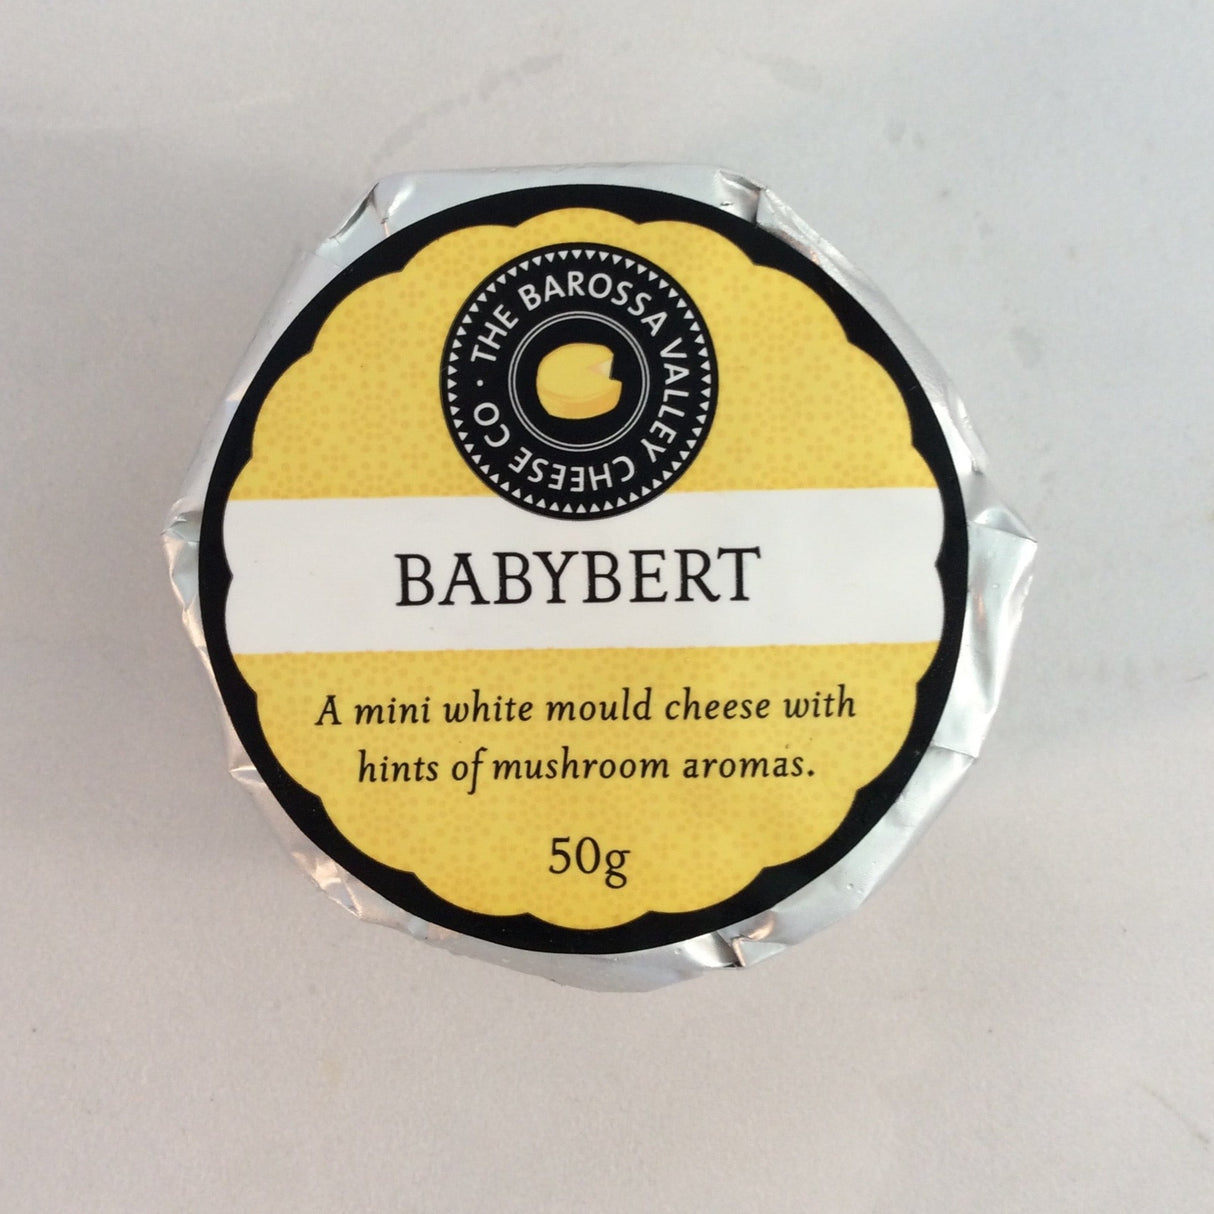 THE BAROSSA VALLEY CHEESE CO ·
BABYBERT
A mini white mould cheese with
hints of mushroom aromas.
50g